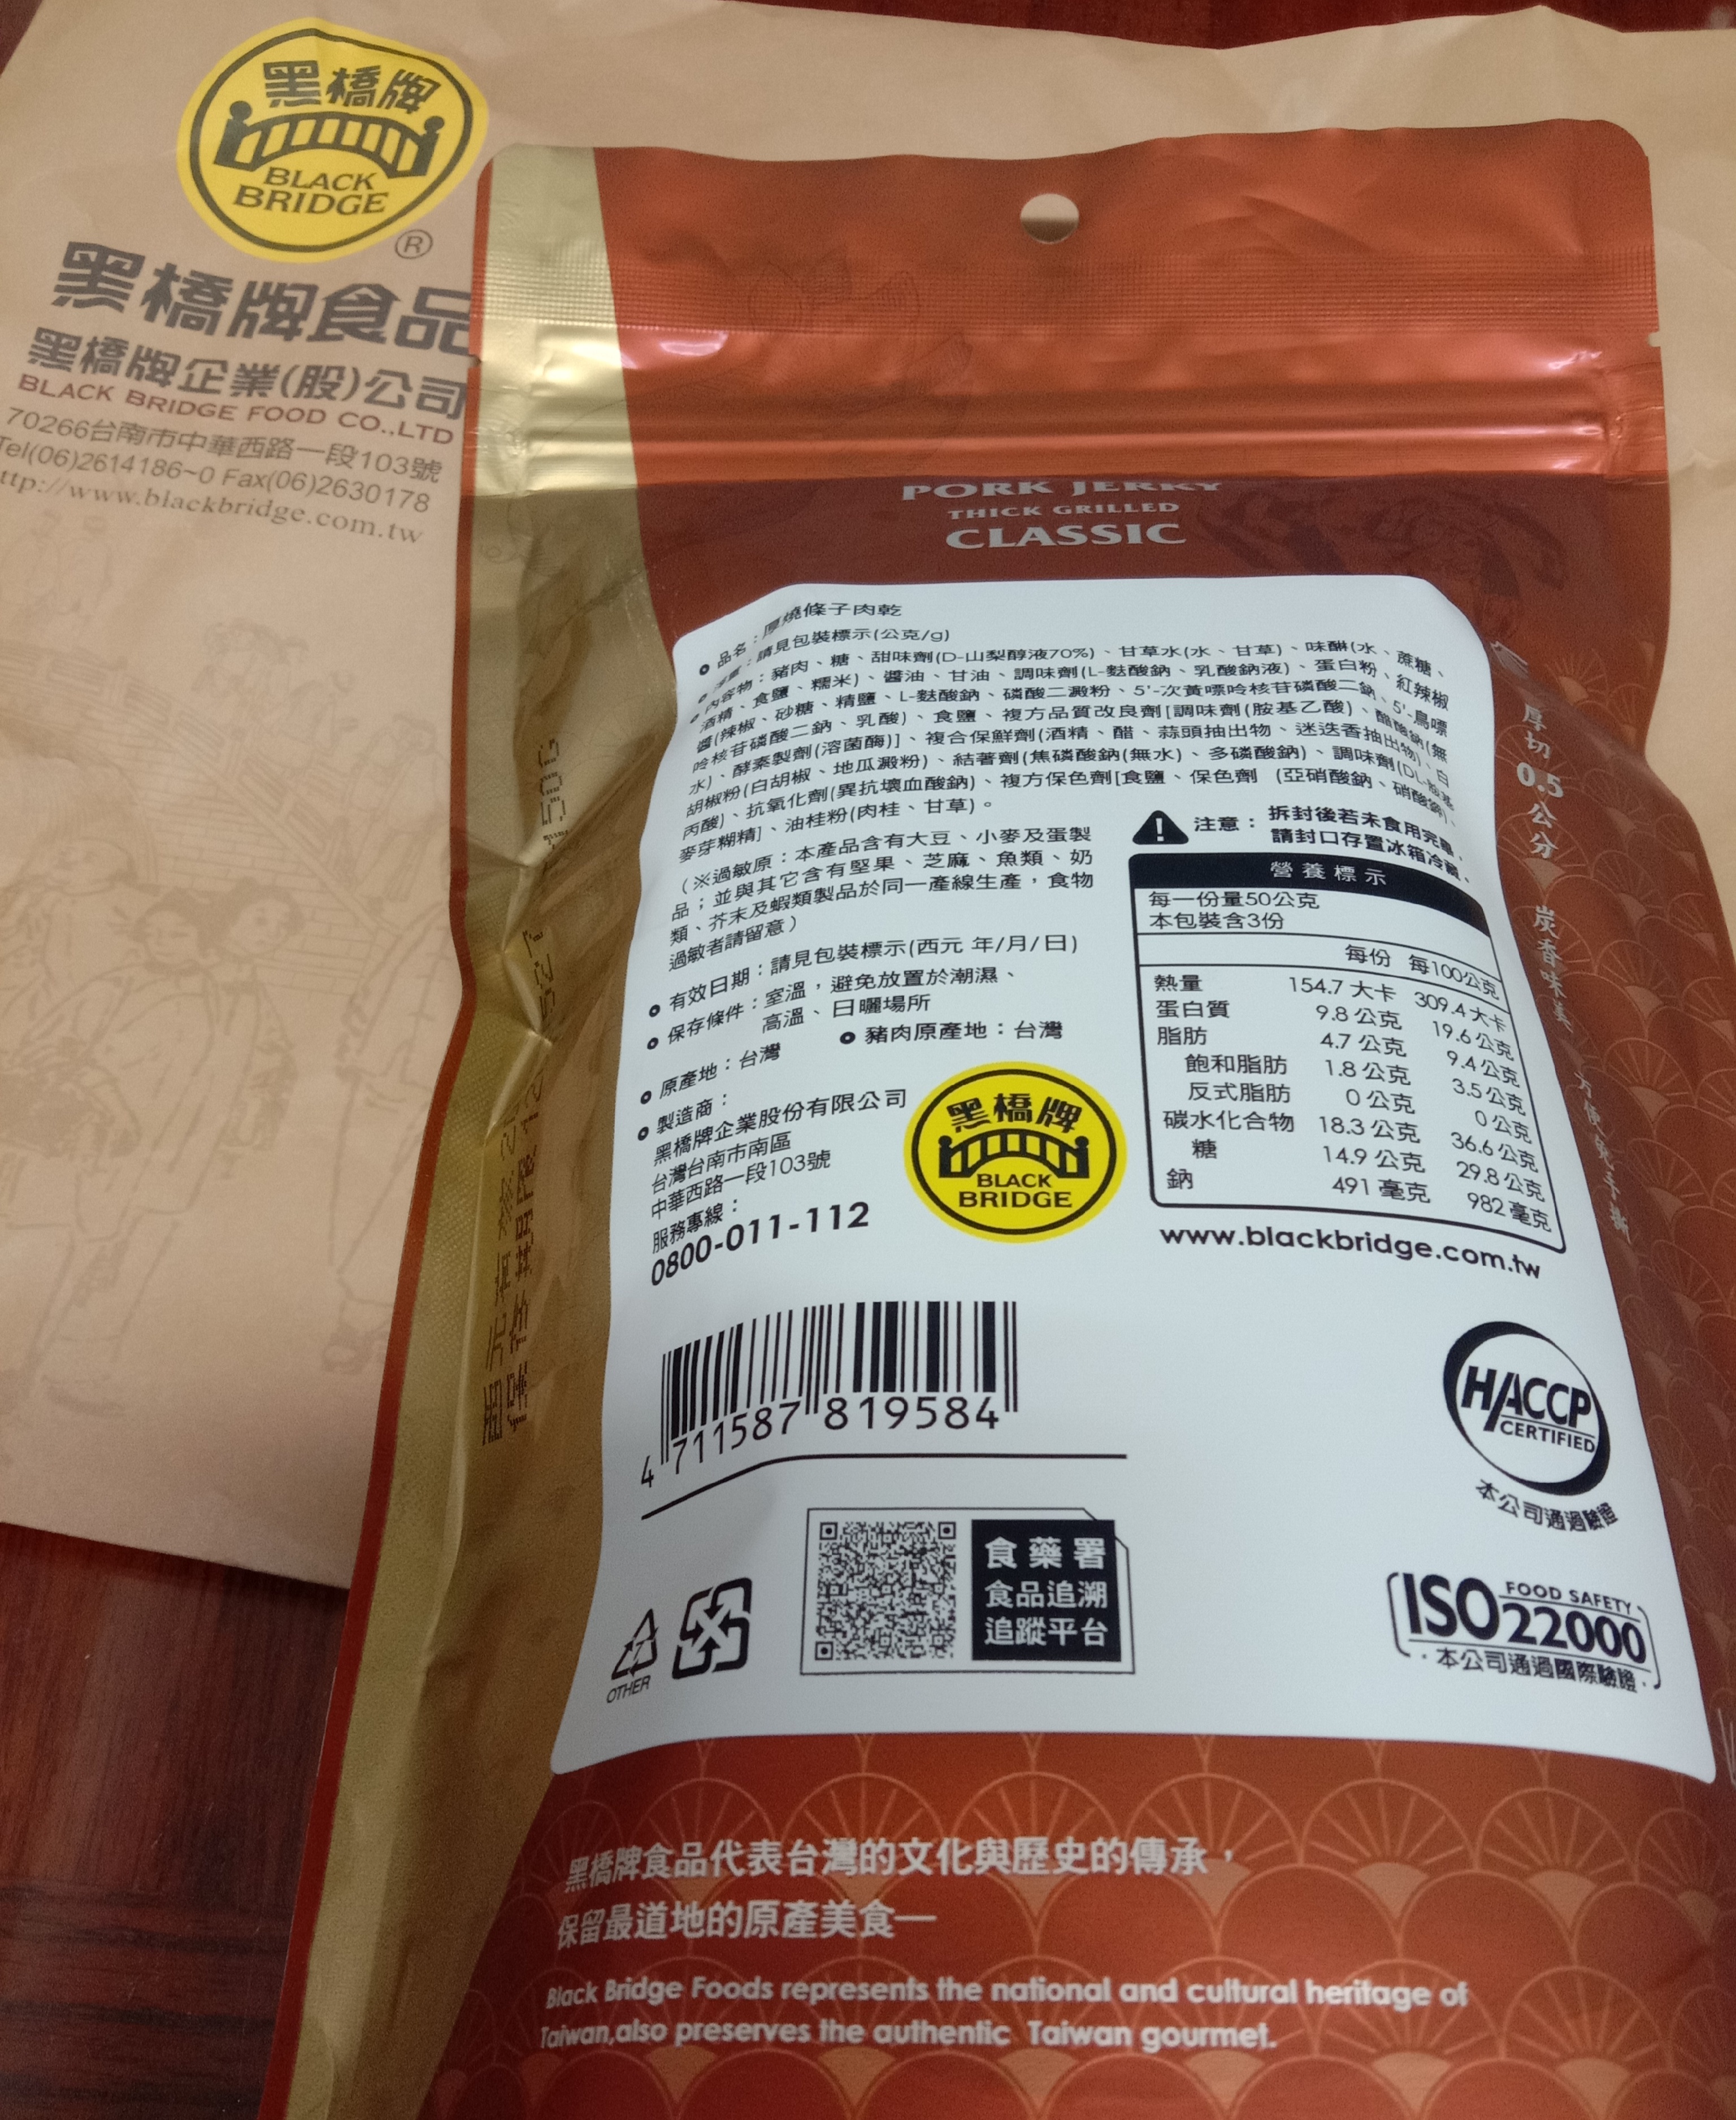 黑橋牌
BLACK
BRIDGE
®
黑橋牌食品
黑橋牌企業(股)公司
BLACK BRIDGE FOOD CO.,LTD
70266台南市中華西路一段103號
Tel(06)2614186~0 Fax(06)2630178
ttp://www.blackbridge.com.tw
PORK JERKY
THICK GRILLED
CLASSIC
品名：厚燒條子肉乾
淨重：請見包裝標示(公克/g)
內容物：豬肉、糖、甜味劑(D-山梨醇液70%)、甘草水(水、甘草)、味醂(水、蔗糖、
酒精、食鹽、糯米)、醬油、甘油、調味劑(L-麩酸鈉、乳酸鈉液)、蛋白粉、紅辣椒
醬(辣椒、砂糖、精鹽、L-麩酸鈉、磷酸二澱粉、5'-次黃嘌呤核苷磷酸二鈉、5'-鳥嘌
呤核苷磷酸二鈉、乳酸)、食鹽、複方品質改良劑[調味劑(胺基乙酸)、醋酸鈉(無
水)、酵素製劑(溶菌酶)]、複合保鮮劑(酒精、醋、蒜頭抽出物、迷迭香抽出物)、白
胡椒粉(白胡椒、地瓜澱粉)、結著劑(焦磷酸鈉(無水)、多磷酸鈉)、調味劑(DL-胺基
丙酸)、抗氧化劑(異抗壞血酸鈉)、複方保色劑[食鹽、保色劑 (亞硝酸鈉、硝酸鈉)、
麥芽糊精]、油桂粉(肉桂、甘草)。
（※過敏原：本產品含有大豆、小麥及蛋製
品；並與其它含有堅果、芝麻、魚類、奶
類、芥末及蝦類製品於同一產線生產，食物
過敏者請留意）
有效日期：請見包裝標示(西元 年/月/日)
保存條件：室溫，避免放置於潮濕、
高溫、日曬場所
原產地：台灣
豬肉原產地：台灣
製造商：
黑橋牌企業股份有限公司
台灣台南市南區
中華西路一段103號
服務專線：
0800-011-112
黑橋牌
BLACK
BRIDGE
注意：拆封後若未食用完畢，
請封口存置冰箱冷藏。
營養標示
每一份量50公克
本包裝含3份
每份 每100公克
熱量 154.7 大卡 309.4 大卡
蛋白質 9.8 公克 19.6 公克
脂肪 4.7 公克 9.4 公克
飽和脂肪 1.8 公克 3.5 公克
反式脂肪 0 公克 0 公克
碳水化合物 18.3 公克 36.6 公克
糖 14.9 公克 29.8 公克
鈉 491 毫克 982 毫克
www.blackbridge.com.tw
4 711587 819584
HACCP
CERTIFIED
本公司通過驗證
7
OTHER
食藥署
食品追溯
追蹤平台
FOOD SAFETY
ISO 22000
本公司通過國際驗證
厚切0.5公分 炭香味美 方便免手撕
黑橋牌食品代表台灣的文化與歷史的傳承，
保留最道地的原產美食—
Black Bridge Foods represents the national and cultural heritage of
Taiwan,also preserves the authentic Taiwan gourmet.